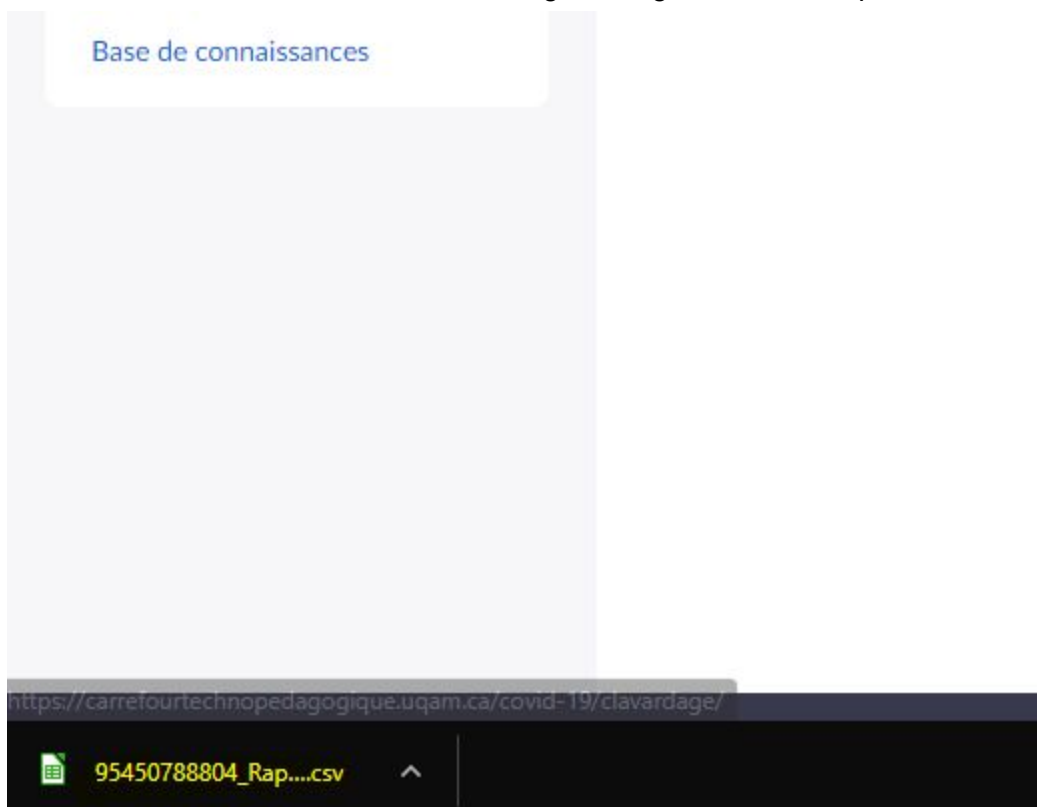 Base de connaissances
https://carrefourtechnopedagogique.uqam.ca/covid-19/clavardage/
95450788804_Rap....csv